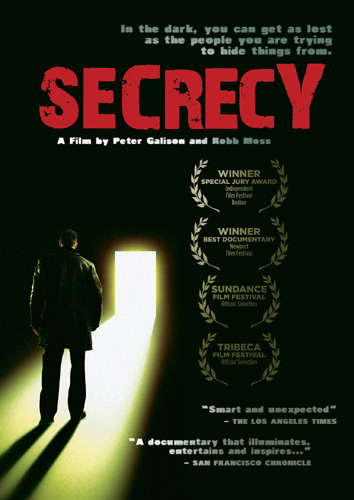 In the dark, you can get as lost
as the people you are trying
to hide things from.
SECRECY
A Film by Peter Galison and Robb Moss
WINNER
SPECIAL JURY AWARD
Independent
Film Festival
Boston
WINNER
BEST DOCUMENTARY
Newport
Film Festival
SUNDANCE
FILM FESTIVAL
Official Selection
TRIBECA
FILM FESTIVAL
Official Selection
"Smart and unexpected"
– THE LOS ANGELES TIMES
"A documentary that illuminates,
entertains and inspires..."
– SAN FRANCISCO CHRONICLE